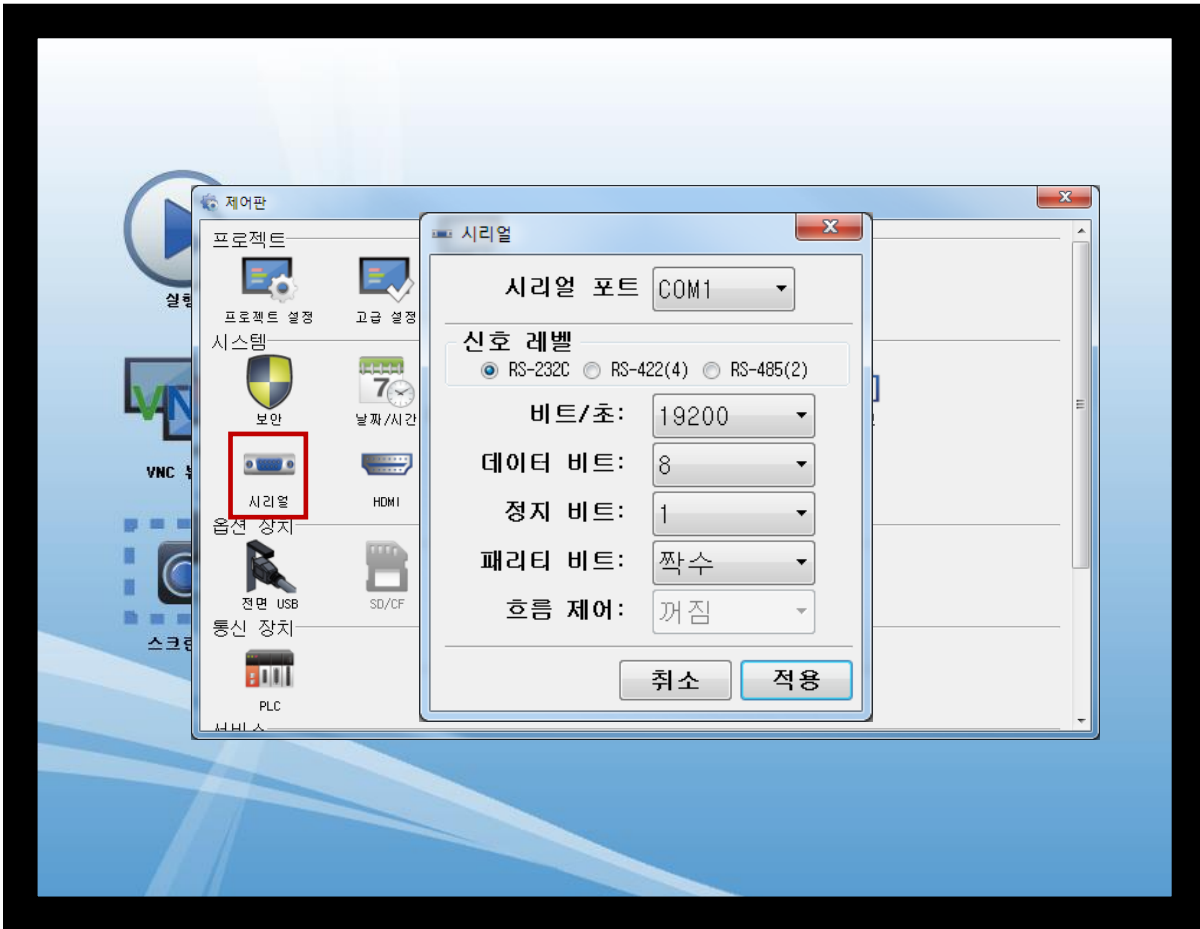 제어판
프로젝트
프로젝트 설정
고급 설정
시스템
보안
날짜/시간
시리얼
HDMI
옵션 장치
전면 USB
SD/CF
통신 장치
PLC
VNC
시리얼
시리얼 포트 COM1
신호 레벨
RS-232C RS-422(4) RS-485(2)
비트/초: 19200
데이터 비트: 8
정지 비트: 1
패리티 비트: 짝수
흐름 제어: 꺼짐
취소 적용